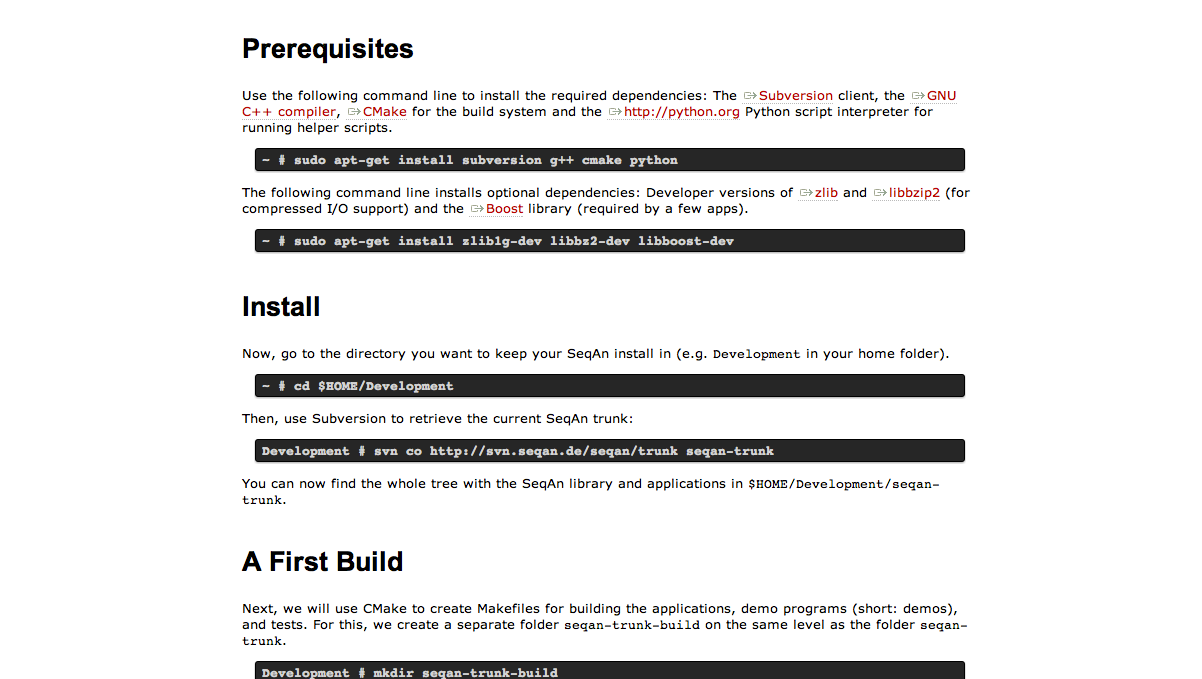 Prerequisites
Use the following command line to install the required dependencies: The Subversion client, the GNU
C++ compiler, CMake for the build system and the http://python.org Python script interpreter for
running helper scripts.
~ # sudo apt-get install subversion g++ cmake python
The following command line installs optional dependencies: Developer versions of zlib and libbzip2 (for
compressed I/O support) and the Boost library (required by a few apps).
~ # sudo apt-get install zlib1g-dev libbz2-dev libboost-dev
Install
Now, go to the directory you want to keep your SeqAn install in (e.g. Development in your home folder).
~ # cd $HOME/Development
Then, use Subversion to retrieve the current SeqAn trunk:
Development # svn co http://svn.seqan.de/seqan/trunk seqan-trunk
You can now find the whole tree with the SeqAn library and applications in $HOME/Development/seqan-
trunk.
A First Build
Next, we will use CMake to create Makefiles for building the applications, demo programs (short: demos),
and tests. For this, we create a separate folder seqan-trunk-build on the same level as the folder seqan-
trunk.
Development # mkdir seqan-trunk-build